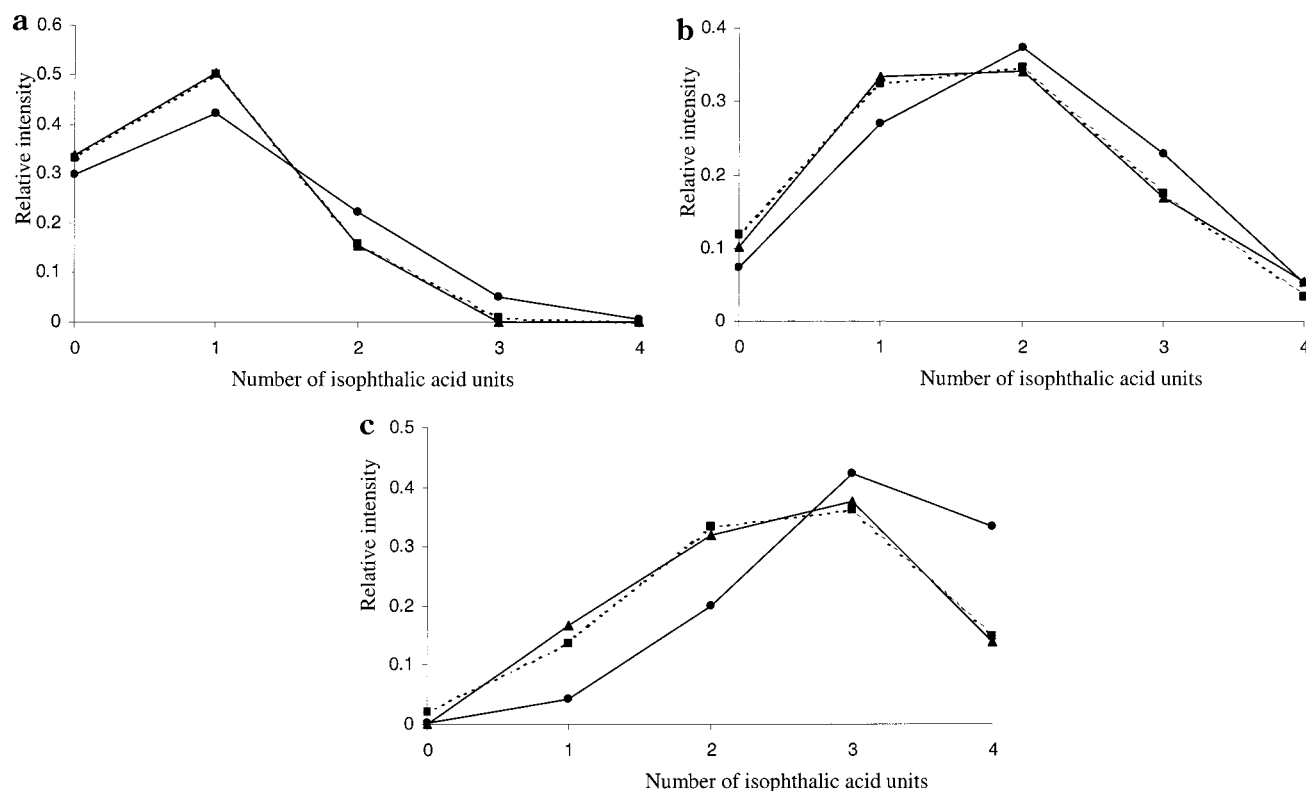 a
0.6
0.5
0.4
0.3
0.2
0.1
0
Relative intensity
0 1 2 3 4
Number of isophthalic acid units
b
0.4
0.3
0.2
0.1
0
Relative intensity
0 1 2 3 4
Number of isophthalic acid units
c
0.5
0.4
0.3
0.2
0.1
0
Relative intensity
0 1 2 3 4
Number of isophthalic acid units